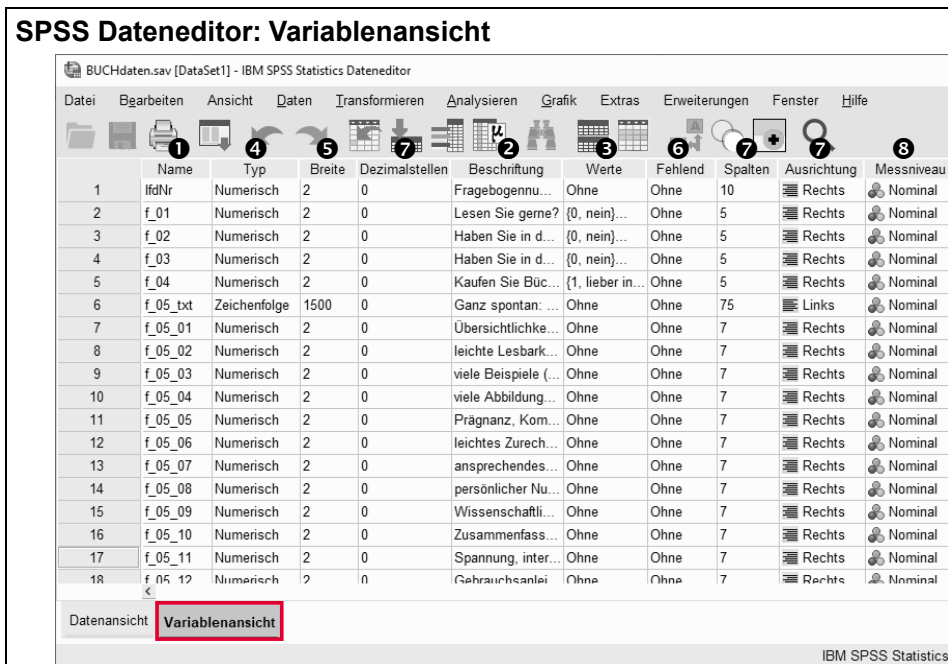 SPSS Dateneditor: Variablenansicht
BUCHdaten.sav [DataSet1] - IBM SPSS Statistics Dateneditor
Datei Bearbeiten Ansicht Daten Transformieren Analysieren Grafik Extras Erweiterungen Fenster Hilfe
A µ
❶ ❹ ❺ ❼ ❷ ❸ ❻ ❼ ❼ ❽
Name Typ Breite Dezimalstellen Beschriftung Werte Fehlend Spalten Ausrichtung Messniveau
1 lfdNr Numerisch 2 0 Fragebogennu... Ohne Ohne 10 Rechts Nominal
2 f_01 Numerisch 2 0 Lesen Sie gerne? {0, nein}... Ohne 5 Rechts Nominal
3 f_02 Numerisch 2 0 Haben Sie in d... {0, nein}... Ohne 5 Rechts Nominal
4 f_03 Numerisch 2 0 Haben Sie in d... {0, nein}... Ohne 5 Rechts Nominal
5 f_04 Numerisch 2 0 Kaufen Sie Büc... {1, lieber in... Ohne 5 Rechts Nominal
6 f_05_txt Zeichenfolge 1500 0 Ganz spontan: ... Ohne Ohne 75 Links Nominal
7 f_05_01 Numerisch 2 0 Übersichtlichke... Ohne Ohne 7 Rechts Nominal
8 f_05_02 Numerisch 2 0 leichte Lesbark... Ohne Ohne 7 Rechts Nominal
9 f_05_03 Numerisch 2 0 viele Beispiele (... Ohne Ohne 7 Rechts Nominal
10 f_05_04 Numerisch 2 0 viele Abbildung... Ohne Ohne 7 Rechts Nominal
11 f_05_05 Numerisch 2 0 Prägnanz, Kom... Ohne Ohne 7 Rechts Nominal
12 f_05_06 Numerisch 2 0 leichtes Zurech... Ohne Ohne 7 Rechts Nominal
13 f_05_07 Numerisch 2 0 ansprechendes... Ohne Ohne 7 Rechts Nominal
14 f_05_08 Numerisch 2 0 persönlicher Nu... Ohne Ohne 7 Rechts Nominal
15 f_05_09 Numerisch 2 0 Wissenschaftli... Ohne Ohne 7 Rechts Nominal
16 f_05_10 Numerisch 2 0 Zusammenfass... Ohne Ohne 7 Rechts Nominal
17 f_05_11 Numerisch 2 0 Spannung, inter... Ohne Ohne 7 Rechts Nominal
18 f_05_12 Numerisch 2 0 Gebrauchsanlei... Ohne Ohne 7 Rechts Nominal
Datenansicht Variablenansicht
IBM SPSS Statistics